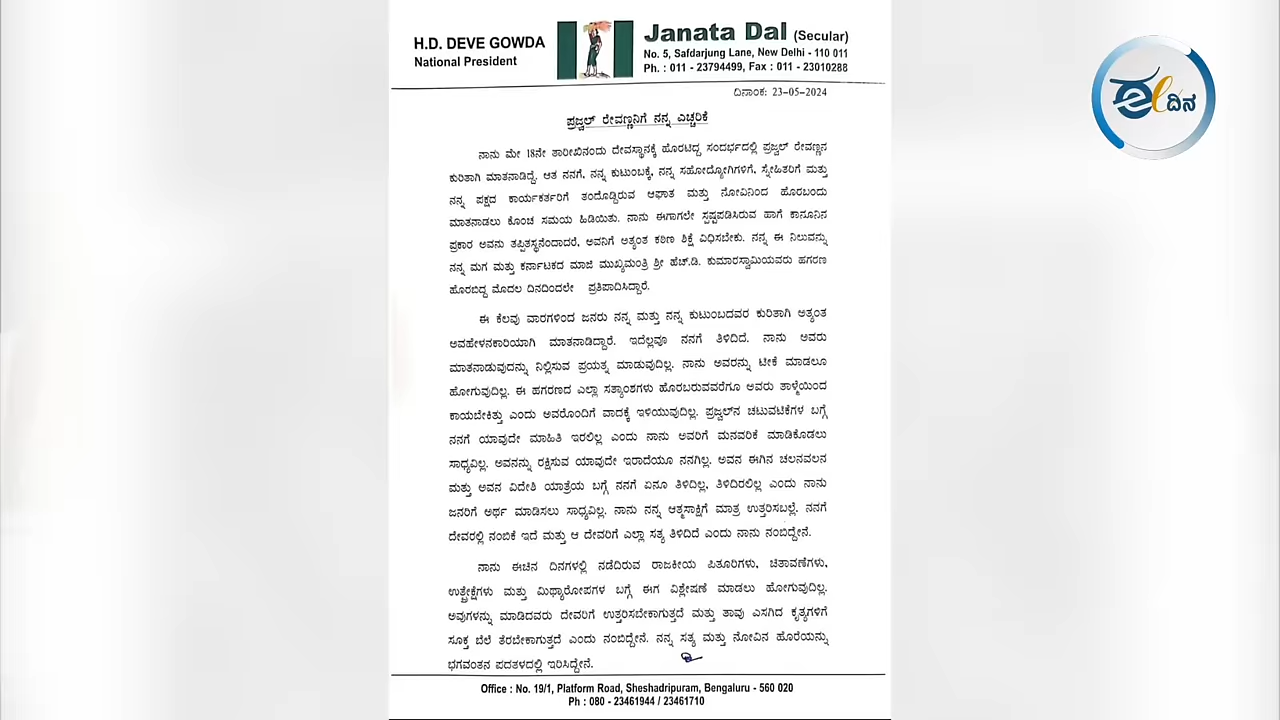 H.D. DEVE GOWDA
National President
Janata Dal (Secular)
No. 5, Safdarjung Lane, New Delhi - 110 011
Ph. : 011 - 23794499, Fax : 011 - 23010288
ದಿನಾಂಕ: 23-05-2024
ಪ್ರಜ್ವಲ್ ರೇವಣ್ಣನಿಗೆ ನನ್ನ ಎಚ್ಚರಿಕೆ
ನಾನು ಮೇ 18ನೇ ತಾರೀಖಿನಂದು ದೇವಸ್ಥಾನಕ್ಕೆ ಹೊರಟಿದ್ದ ಸಂದರ್ಭದಲ್ಲಿ ಪ್ರಜ್ವಲ್ ರೇವಣ್ಣನ
ಕುರಿತಾಗಿ ಮಾತನಾಡಿದ್ದೆ. ಆತ ನನಗೆ, ನನ್ನ ಕುಟುಂಬಕ್ಕೆ, ನನ್ನ ಸಹೋದ್ಯೋಗಿಗಳಿಗೆ, ಸ್ನೇಹಿತರಿಗೆ ಮತ್ತು
ನನ್ನ ಪಕ್ಷದ ಕಾರ್ಯಕರ್ತರಿಗೆ ತಂದೊಡ್ಡಿರುವ ಆಘಾತ ಮತ್ತು ನೋವಿನಿಂದ ಹೊರಬಂದು
ಮಾತನಾಡಲು ಕೊಂಚ ಸಮಯ ಹಿಡಿಯಿತು. ನಾನು ಈಗಾಗಲೇ ಸ್ಪಷ್ಟಪಡಿಸಿರುವ ಹಾಗೆ ಕಾನೂನಿನ
ಪ್ರಕಾರ ಅವನು ತಪ್ಪಿತಸ್ಥನೆಂದಾದರೆ, ಅವನಿಗೆ ಅತ್ಯಂತ ಕಠಿಣ ಶಿಕ್ಷೆ ವಿಧಿಸಬೇಕು. ನನ್ನ ಈ ನಿಲುವನ್ನು
ನನ್ನ ಮಗ ಮತ್ತು ಕರ್ನಾಟಕದ ಮಾಜಿ ಮುಖ್ಯಮಂತ್ರಿ ಶ್ರೀ ಹೆಚ್.ಡಿ. ಕುಮಾರಸ್ವಾಮಿಯವರು ಹಗರಣ
ಹೊರಬಿದ್ದ ಮೊದಲ ದಿನದಿಂದಲೇ ಪ್ರತಿಪಾದಿಸಿದ್ದಾರೆ.
ಈ ಕೆಲವು ವಾರಗಳಿಂದ ಜನರು ನನ್ನ ಮತ್ತು ನನ್ನ ಕುಟುಂಬದವರ ಕುರಿತಾಗಿ ಅತ್ಯಂತ
ಅವಹೇಳನಕಾರಿಯಾಗಿ ಮಾತನಾಡಿದ್ದಾರೆ. ಇದೆಲ್ಲವೂ ನನಗೆ ತಿಳಿದಿದೆ. ನಾನು ಅವರು
ಮಾತನಾಡುವುದನ್ನು ನಿಲ್ಲಿಸುವ ಪ್ರಯತ್ನ ಮಾಡುವುದಿಲ್ಲ. ನಾನು ಅವರನ್ನು ಟೀಕೆ ಮಾಡಲೂ
ಹೋಗುವುದಿಲ್ಲ. ಈ ಹಗರಣದ ಎಲ್ಲಾ ಸತ್ಯಾಂಶಗಳು ಹೊರಬರುವವರೆಗೂ ಅವರು ತಾಳ್ಮೆಯಿಂದ
ಕಾಯಬೇಕಿತ್ತು ಎಂದು ಅವರೊಂದಿಗೆ ವಾದಕ್ಕೆ ಇಳಿಯುವುದಿಲ್ಲ. ಪ್ರಜ್ವಲ್‌ನ ಚಟುವಟಿಕೆಗಳ ಬಗ್ಗೆ
ನನಗೆ ಯಾವುದೇ ಮಾಹಿತಿ ಇರಲಿಲ್ಲ ಎಂದು ನಾನು ಅವರಿಗೆ ಮನವರಿಕೆ ಮಾಡಿಕೊಡಲು
ಸಾಧ್ಯವಿಲ್ಲ. ಅವನನ್ನು ರಕ್ಷಿಸುವ ಯಾವುದೇ ಇರಾದೆಯೂ ನನಗಿಲ್ಲ. ಅವನ ಈಗಿನ ಚಲನವಲನ
ಮತ್ತು ಅವನ ವಿದೇಶಿ ಯಾತ್ರೆಯ ಬಗ್ಗೆ ನನಗೆ ಏನೂ ತಿಳಿದಿಲ್ಲ, ತಿಳಿದಿರಲಿಲ್ಲ ಎಂದು ನಾನು
ಜನರಿಗೆ ಅರ್ಥ ಮಾಡಿಸಲು ಸಾಧ್ಯವಿಲ್ಲ. ನಾನು ನನ್ನ ಆತ್ಮಸಾಕ್ಷಿಗೆ ಮಾತ್ರ ಉತ್ತರಿಸಬಲ್ಲೆ. ನನಗೆ
ದೇವರಲ್ಲಿ ನಂಬಿಕೆ ಇದೆ ಮತ್ತು ಆ ದೇವರಿಗೆ ಎಲ್ಲಾ ಸತ್ಯ ತಿಳಿದಿದೆ ಎಂದು ನಾನು ನಂಬಿದ್ದೇನೆ.
ನಾನು ಈಚಿನ ದಿನಗಳಲ್ಲಿ ನಡೆದಿರುವ ರಾಜಕೀಯ ಪಿತೂರಿಗಳು, ಚಿತಾವಣೆಗಳು,
ಉತ್ಪ್ರೇಕ್ಷೆಗಳು ಮತ್ತು ಮಿಥ್ಯಾರೋಪಗಳ ಬಗ್ಗೆ ಈಗ ವಿಶ್ಲೇಷಣೆ ಮಾಡಲು ಹೋಗುವುದಿಲ್ಲ.
ಅವುಗಳನ್ನು ಮಾಡಿದವರು ದೇವರಿಗೆ ಉತ್ತರಿಸಬೇಕಾಗುತ್ತದೆ ಮತ್ತು ತಾವು ಎಸಗಿದ ಕೃತ್ಯಗಳಿಗೆ
ಸೂಕ್ತ ಬೆಲೆ ತೆರಬೇಕಾಗುತ್ತದೆ ಎಂದು ನಂಬಿದ್ದೇನೆ. ನನ್ನ ಸತ್ಯ ಮತ್ತು ನೋವಿನ ಹೊರೆಯನ್ನು
ಭಗವಂತನ ಪದತಳದಲ್ಲಿ ಇರಿಸಿದ್ದೇನೆ.
Office : No. 19/1, Platform Road, Sheshadripuram, Bengaluru - 560 020
Ph : 080 - 23461944 / 23461710
ದಿನ